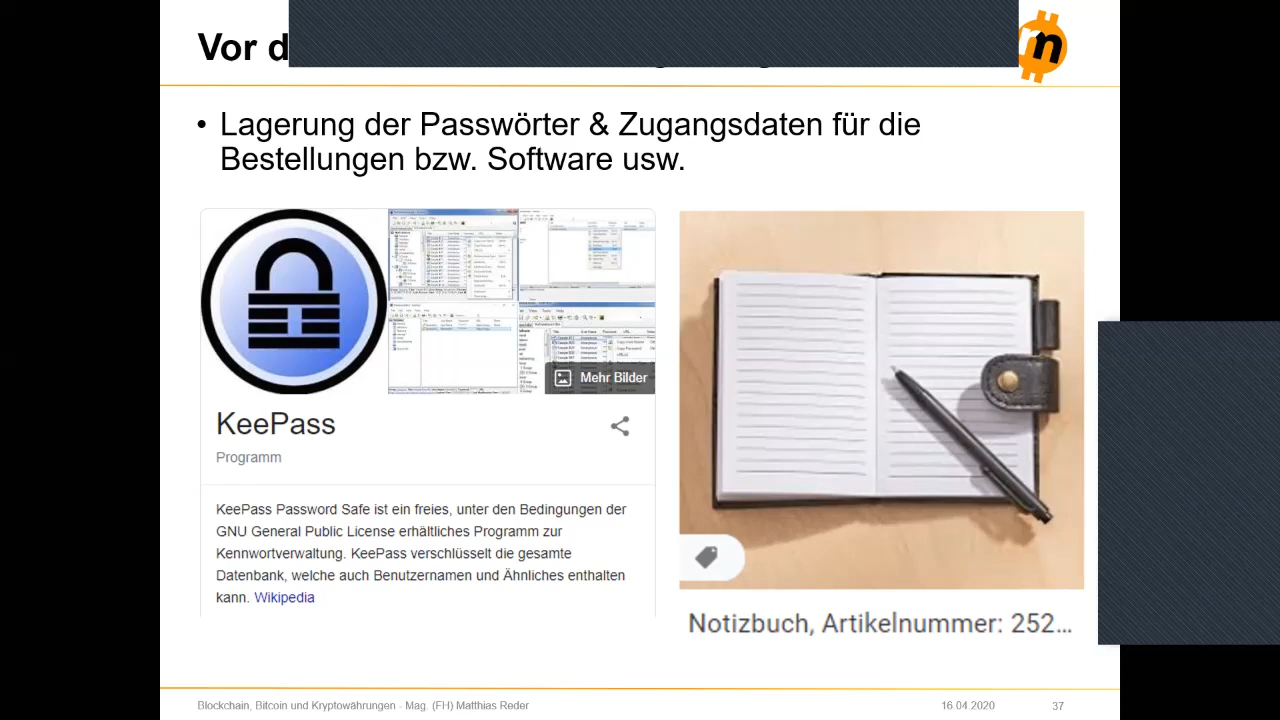 Vor d
• Lagerung der Passwörter & Zugangsdaten für die
Bestellungen bzw. Software usw.
Mehr Bilder
KeePass
Programm
KeePass Password Safe ist ein freies, unter den Bedingungen der
GNU General Public License erhältliches Programm zur
Kennwortverwaltung. KeePass verschlüsselt die gesamte
Datenbank, welche auch Benutzernamen und Ähnliches enthalten
kann. Wikipedia
Notizbuch, Artikelnummer: 252...
Blockchain, Bitcoin und Kryptowährungen - Mag. (FH) Matthias Reder
16.04.2020
37